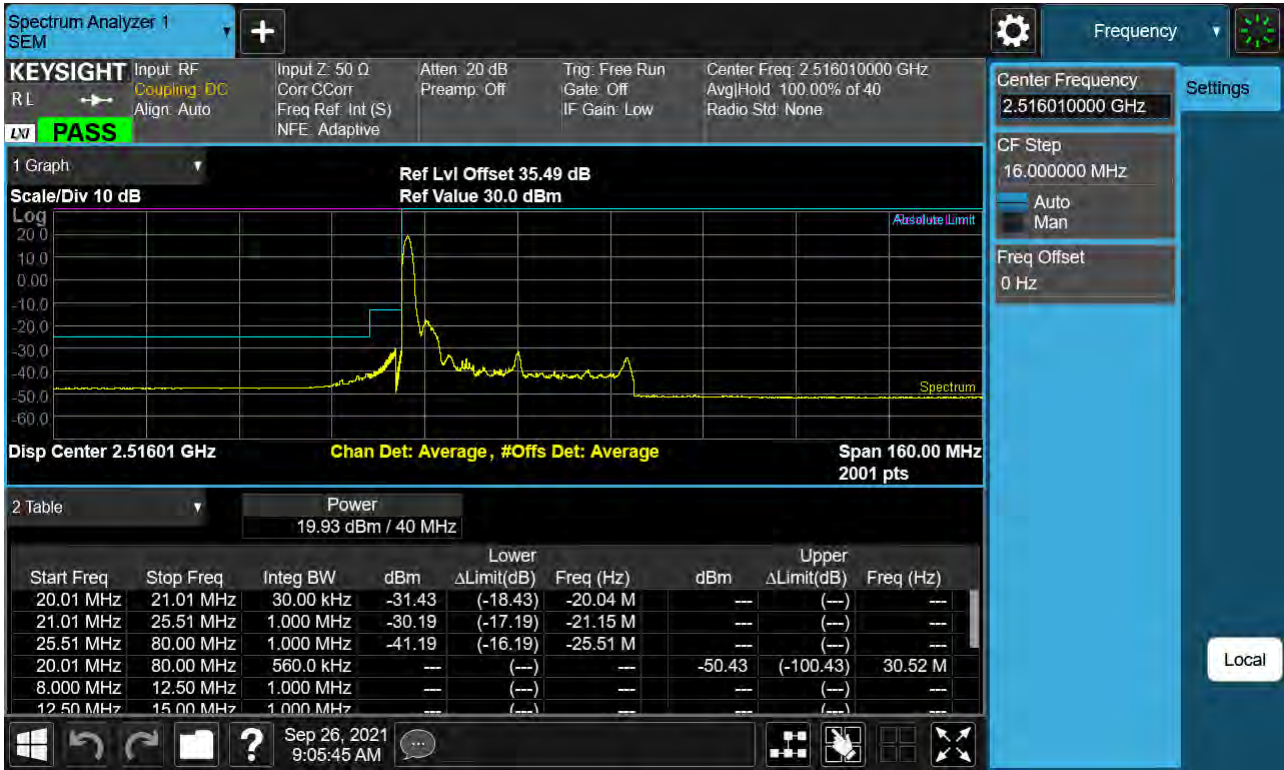 Spectrum Analyzer 1
SEM
Frequency
KEYSIGHT
RL
LXI
PASS
Input: RF
Coupling: DC
Align: Auto
Input Z: 50 Ω
Corr CCorr
Freq Ref: Int (S)
NFE: Adaptive
Atten: 20 dB
Preamp: Off
Trig: Free Run
Gate: Off
IF Gain: Low
Center Freq: 2.516010000 GHz
Avg|Hold: 100.00% of 40
Radio Std: None
Center Frequency
2.516010000 GHz
Settings
CF Step
16.000000 MHz
Auto
Man
Freq Offset
0 Hz
Local
1 Graph
Scale/Div 10 dB
Ref Lvl Offset 35.49 dB
Ref Value 30.0 dBm
Log
Absolute Limit
20.0
10.0
0.00
-10.0
-20.0
-30.0
-40.0
-50.0
-60.0
Spectrum
Disp Center 2.51601 GHz
Chan Det: Average, #Offs Det: Average
Span 160.00 MHz
2001 pts
2 Table
Power
19.93 dBm / 40 MHz
Lower Upper
Start Freq Stop Freq Integ BW dBm ΔLimit(dB) Freq (Hz) dBm ΔLimit(dB) Freq (Hz)
20.01 MHz 21.01 MHz 30.00 kHz -31.43 (-18.43) -20.04 M --- (---) ---
21.01 MHz 25.51 MHz 1.000 MHz -30.19 (-17.19) -21.15 M --- (---) ---
25.51 MHz 80.00 MHz 1.000 MHz -41.19 (-16.19) -25.51 M --- (---) ---
20.01 MHz 80.00 MHz 560.0 kHz --- (---) --- -50.43 (-100.43) 30.52 M
8.000 MHz 12.50 MHz 1.000 MHz --- (---) --- --- (---) ---
12.50 MHz 15.00 MHz 1.000 MHz --- (---) --- --- (---) ---
?
Sep 26, 2021
9:05:45 AM